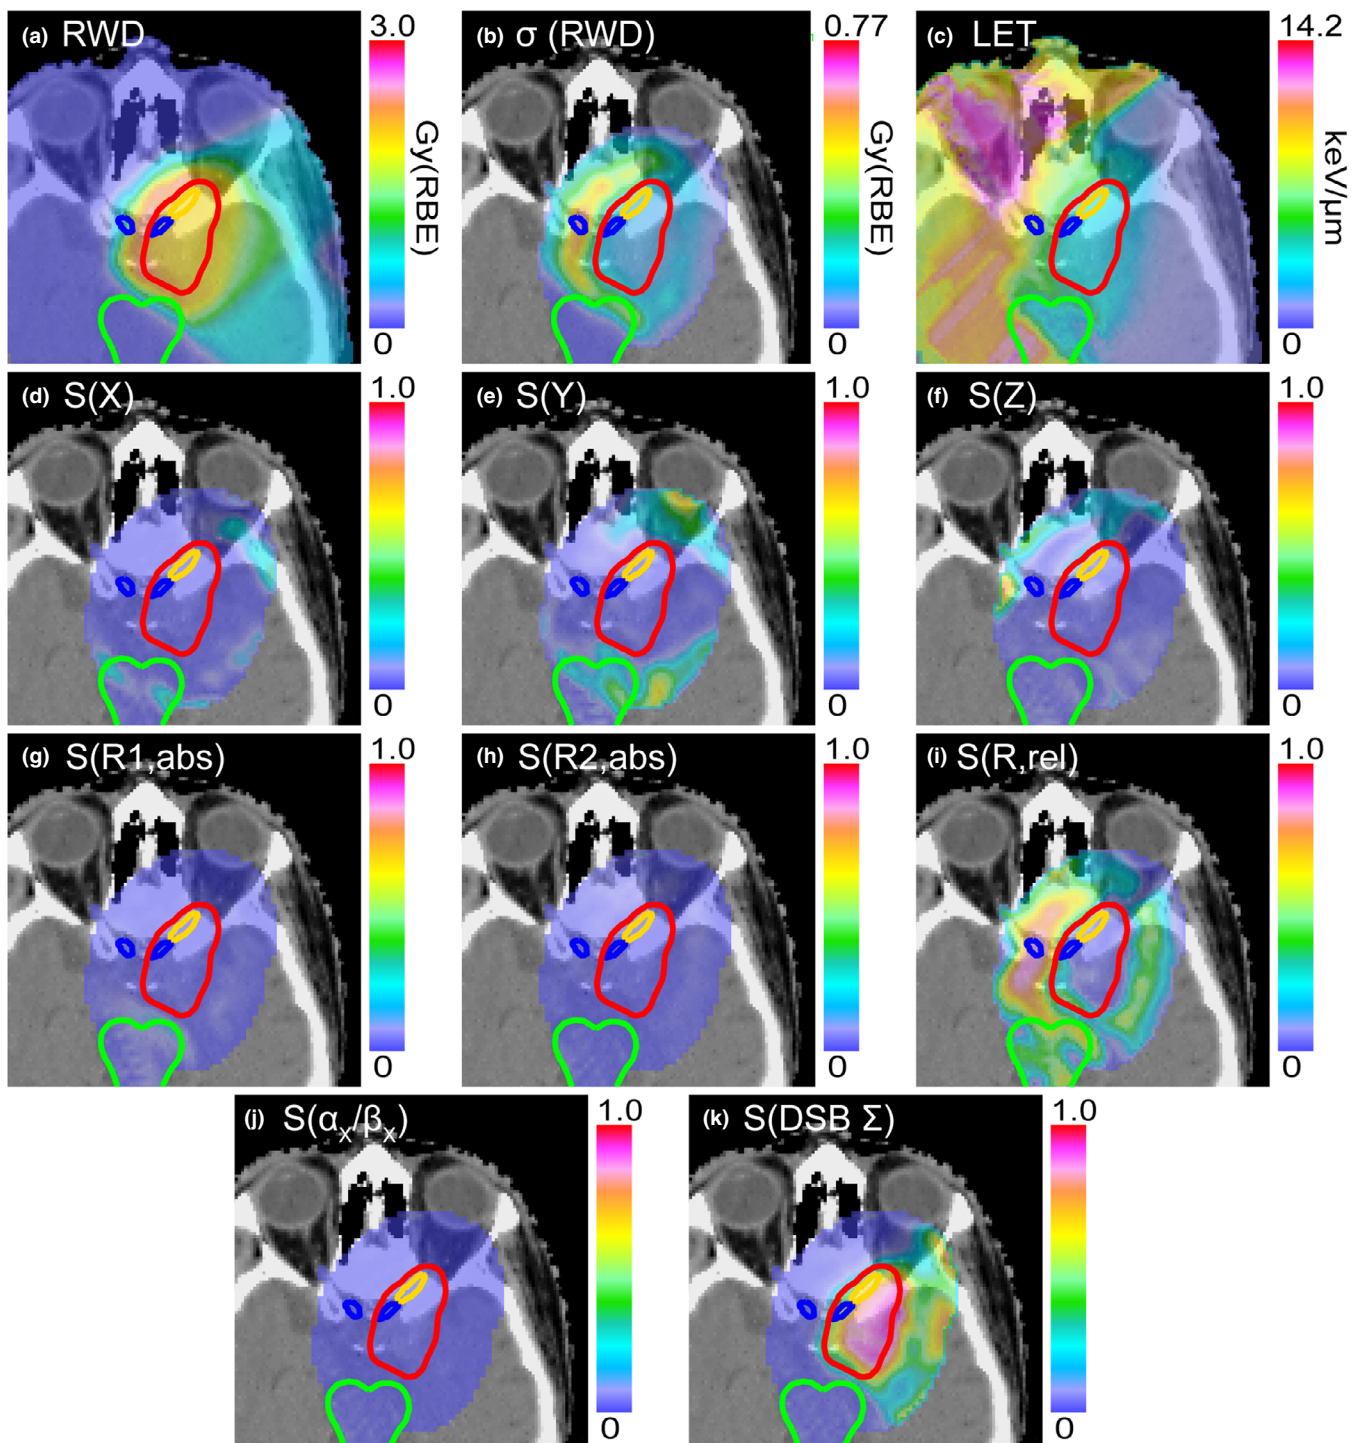 (a) RWD
3.0
Gy(RBE)
0
(b) σ (RWD)
0.77
Gy(RBE)
0
(c) LET
14.2
keV/μm
0
(d) S(X)
1.0
0
(e) S(Y)
1.0
0
(f) S(Z)
1.0
0
(g) S(R1,abs)
1.0
0
(h) S(R2,abs)
1.0
0
(i) S(R,rel)
1.0
0
(j) S(αx/βx)
1.0
0
(k) S(DSB Σ)
1.0
0